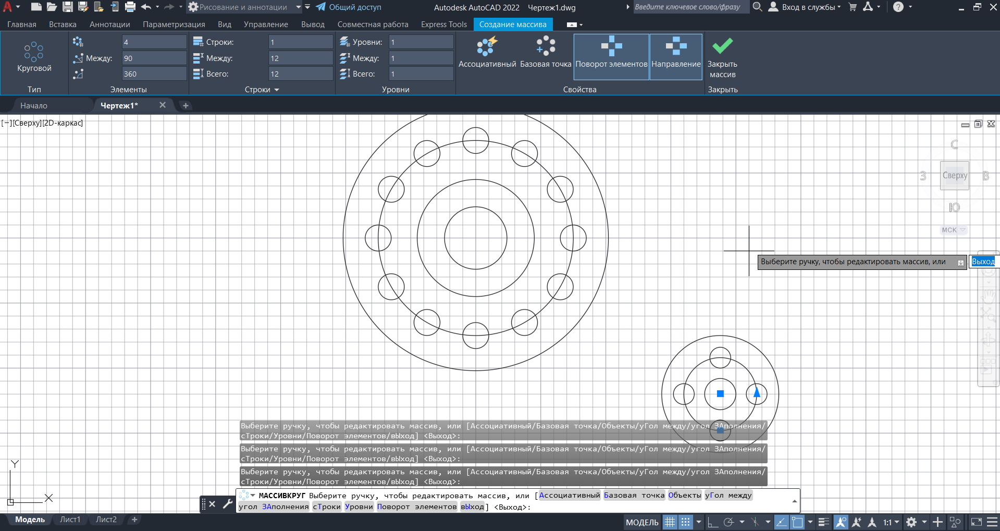 Рисование и аннотации
Общий доступ
Autodesk AutoCAD 2022 Чертеж1.dwg
Введите ключевое слово/фразу
Вход в службы
Главная Вставка Аннотации Параметризация Вид Управление Вывод Совместная работа Express Tools Создание массива
Круговой
Тип
4
Между: 90
360
Элементы
Строки: 1
Между: 12
Всего: 12
Строки
Уровни: 1
Между: 1
Всего: 1
Уровни
Ассоциативный Базовая точка Поворот элементов Направление
Свойства
Закрыть
массив
Закрыть
Начало Чертеж1*
[−][Сверху][2D-каркас]
С
З Сверху В
Ю
МСК
Выберите ручку, чтобы редактировать массив, или Выход
Выберите ручку, чтобы редактировать массив, или [Ассоциативный/Базовая точка/Объекты/уГол между/угол ЗАполнения/
сТроки/Уровни/Поворот элементов/вЫход] <Выход>:
Выберите ручку, чтобы редактировать массив, или [Ассоциативный/Базовая точка/Объекты/уГол между/угол ЗАполнения/
сТроки/Уровни/Поворот элементов/вЫход] <Выход>:
Выберите ручку, чтобы редактировать массив, или [Ассоциативный/Базовая точка/Объекты/уГол между/угол ЗАполнения/
сТроки/Уровни/Поворот элементов/вЫход] <Выход>:
МАССИВКРУГ Выберите ручку, чтобы редактировать массив, или [Ассоциативный Базовая точка Объекты уГол между
угол ЗАполнения сТроки Уровни Поворот элементов вЫход] <Выход>:
Y
X
Модель Лист1 Лист2
МОДЕЛЬ
1:1